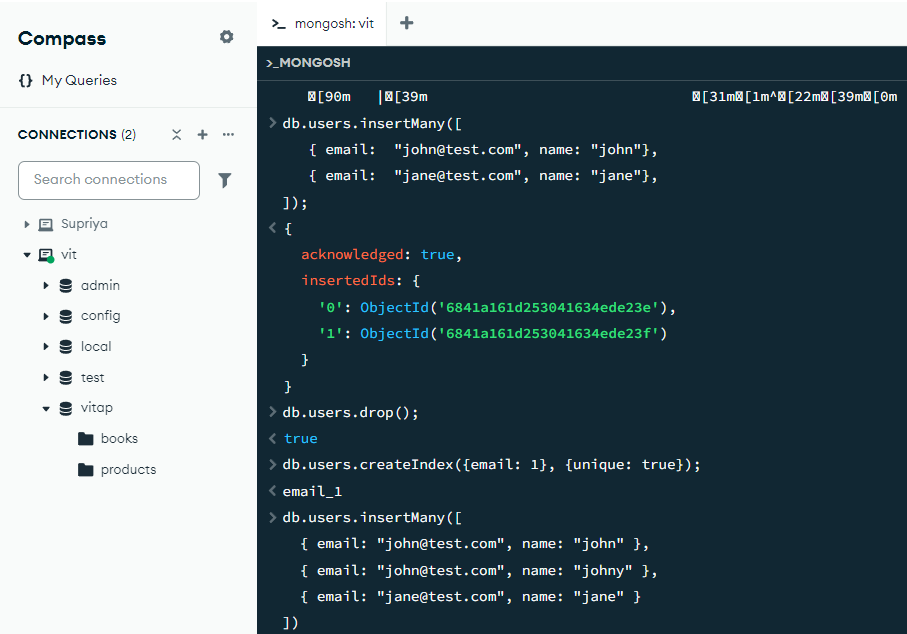 Compass
{} My Queries
CONNECTIONS (2)
Search connections
Supriya
vit
admin
config
local
test
vitap
books
products
>_ mongosh: vit
>_MONGOSH
[90m   |[39m                               [31m[1m^[22m[39m[0m
> db.users.insertMany([
{ email:  "john@test.com", name: "john"},
{ email:  "jane@test.com", name: "jane"},
]);
< {
acknowledged: true,
insertedIds: {
'0': ObjectId('6841a161d253041634ede23e'),
'1': ObjectId('6841a161d253041634ede23f')
}
}
> db.users.drop();
< true
> db.users.createIndex({email: 1}, {unique: true});
< email_1
> db.users.insertMany([
{ email: "john@test.com", name: "john" },
{ email: "john@test.com", name: "johny" },
{ email: "jane@test.com", name: "jane" }
])